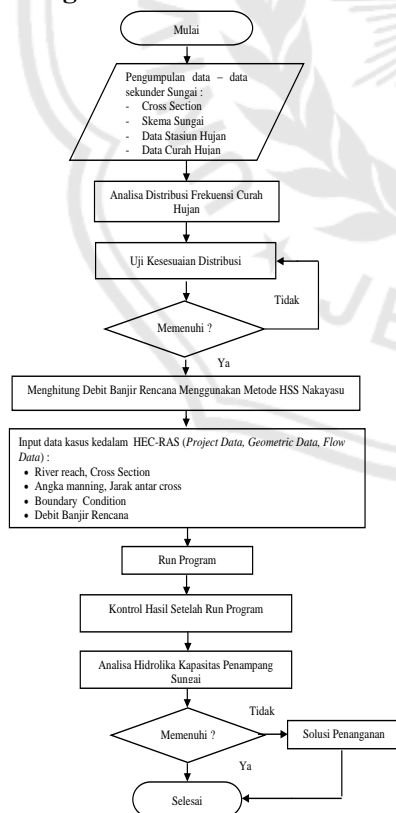 Mulai
Pengumpulan data – data
sekunder Sungai :
- Cross Section
- Skema Sungai
- Data Stasiun Hujan
- Data Curah Hujan
Analisa Distribusi Frekuensi Curah
Hujan
Uji Kesesuaian Distribusi
Tidak
Memenuhi ?
Ya
Menghitung Debit Banjir Rencana Menggunakan Metode HSS Nakayasu
Input data kasus kedalam HEC-RAS (Project Data, Geometric Data, Flow
Data) :
• River reach, Cross Section
• Angka manning, Jarak antar cross
• Boundary Condition
• Debit Banjir Rencana
Run Program
Kontrol Hasil Setelah Run Program
Analisa Hidrolika Kapasitas Penampang
Sungai
Tidak
Memenuhi ?
Solusi Penanganan
Ya
Selesai